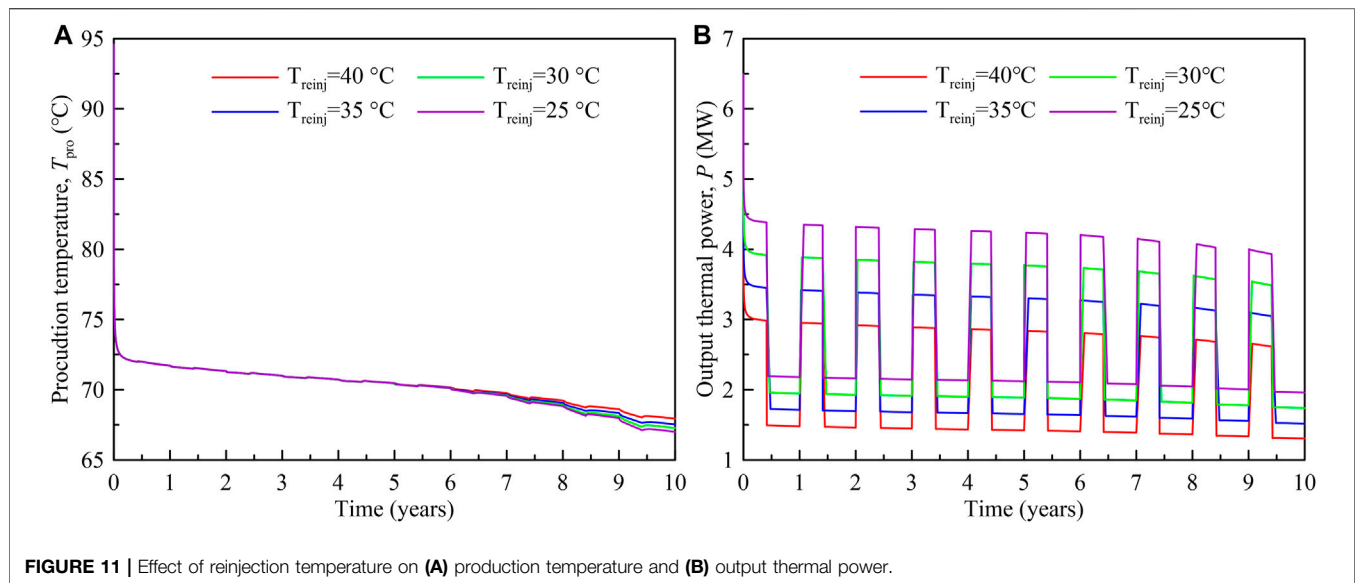 A
95
90
85
80
75
70
65
Procudtion temperature, Tpro (°C)
Treinj=40 °C
Treinj=30 °C
Treinj=35 °C
Treinj=25 °C
0 1 2 3 4 5 6 7 8 9 10
Time (years)
B
7
6
5
4
3
2
1
Output thermal power, P (MW)
Treinj=40°C
Treinj=30°C
Treinj=35°C
Treinj=25°C
0 1 2 3 4 5 6 7 8 9 10
Time (years)
FIGURE 11 | Effect of reinjection temperature on (A) production temperature and (B) output thermal power.